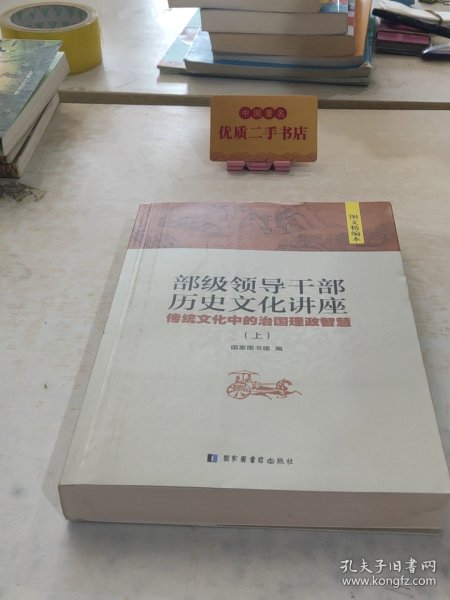 中国著名
优质二手书店
图文精编本
部级领导干部
历史文化讲座
传统文化中的治国理政智慧
（上）
国家图书馆 编
国家图书馆出版社
孔夫子旧书网
www.kongfz.com